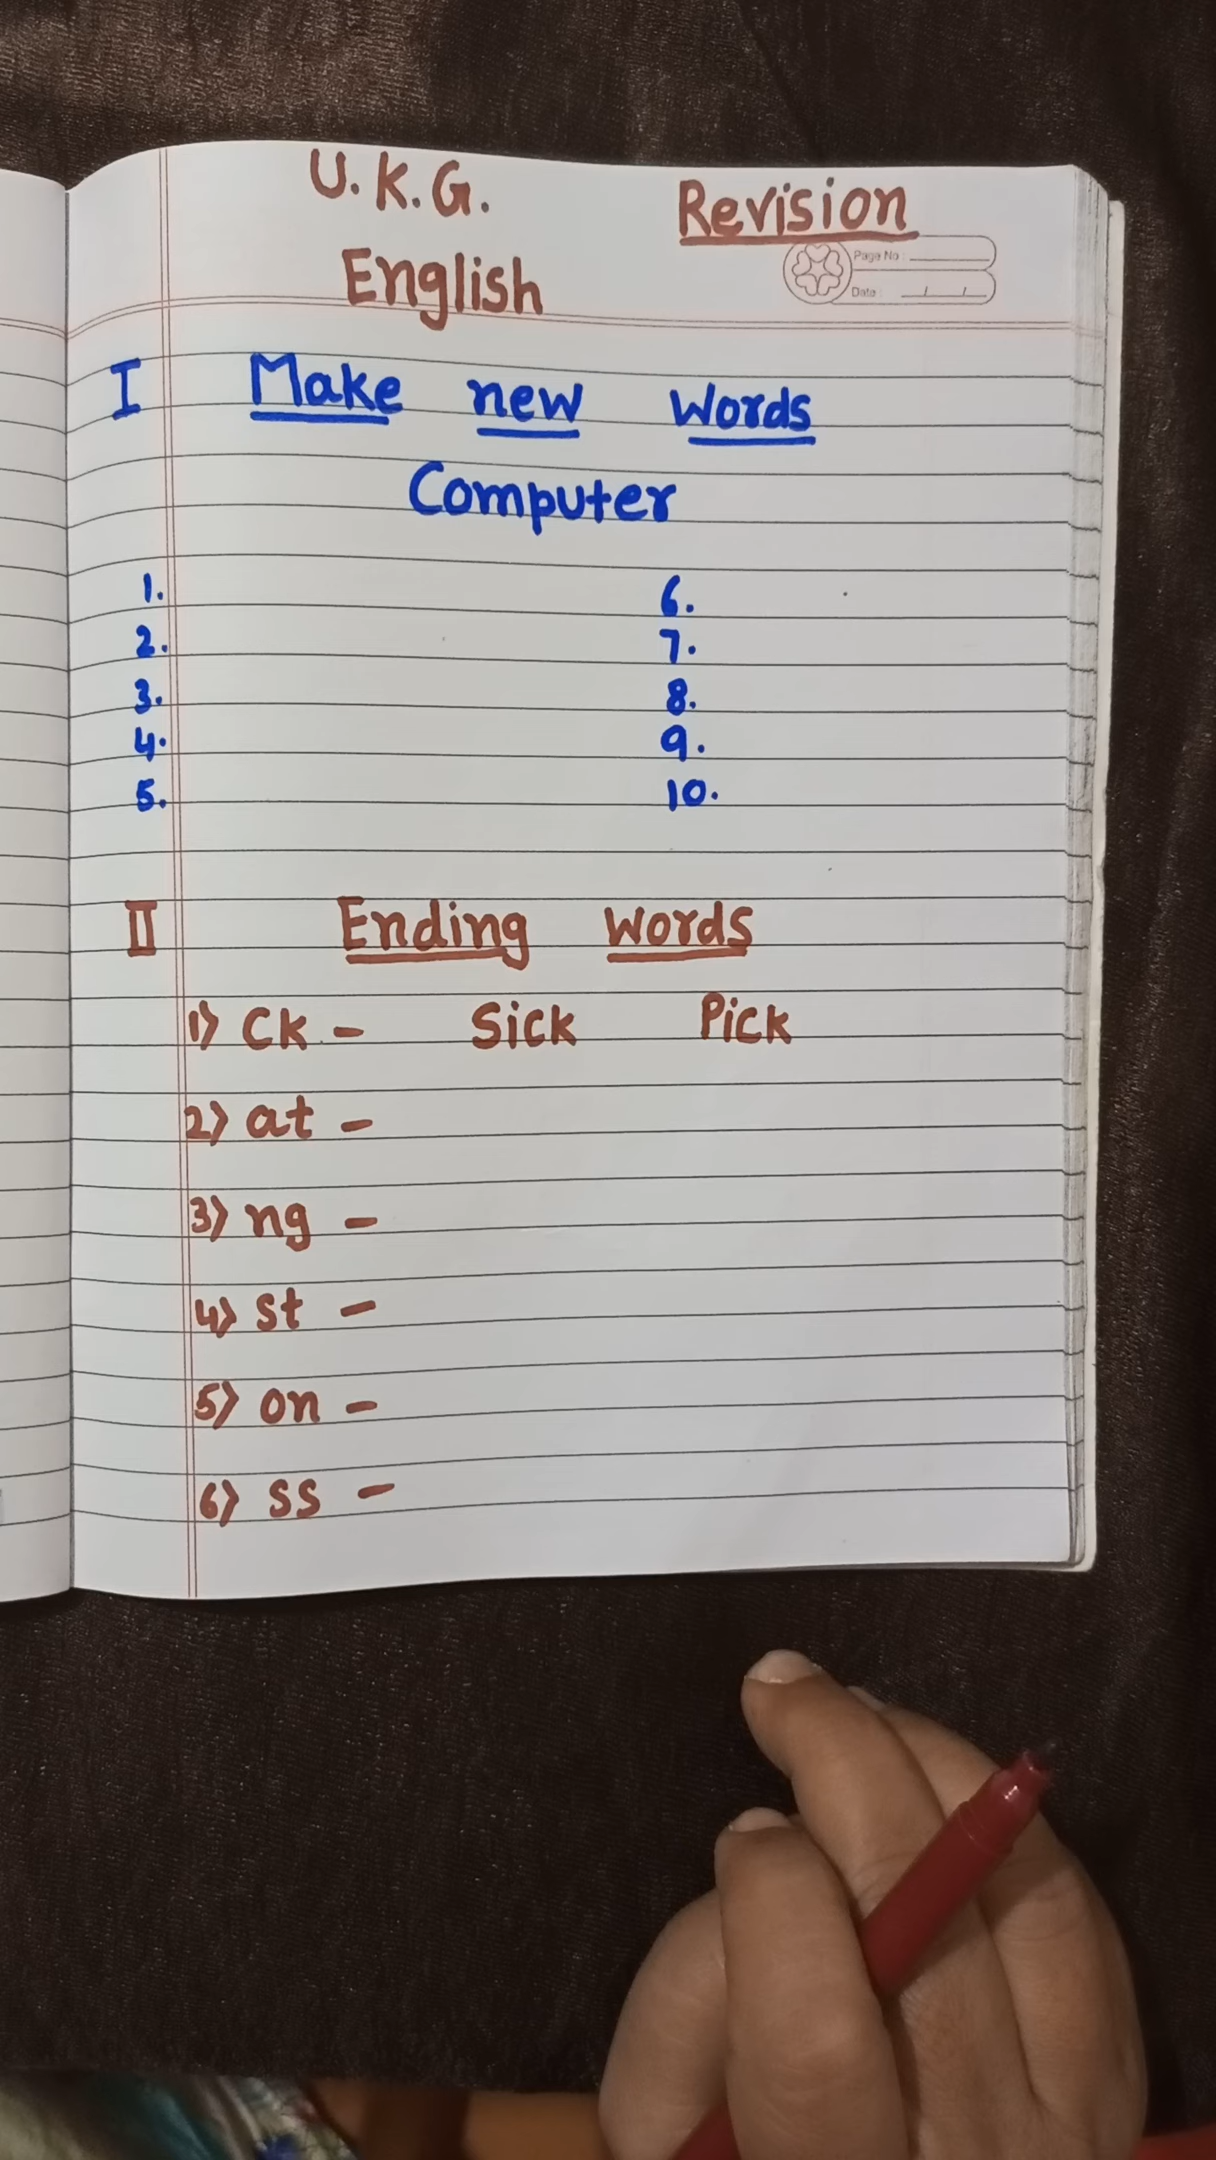 U.K.G. Revision
Page No :
English
Date :
I Make new words
Computer
1. 6.
2. 7.
3. 8.
4. 9.
5. 10.
II Ending words
1) Ck - Sick Pick
2) at -
3) ng -
4) st -
5) on -
6) ss -